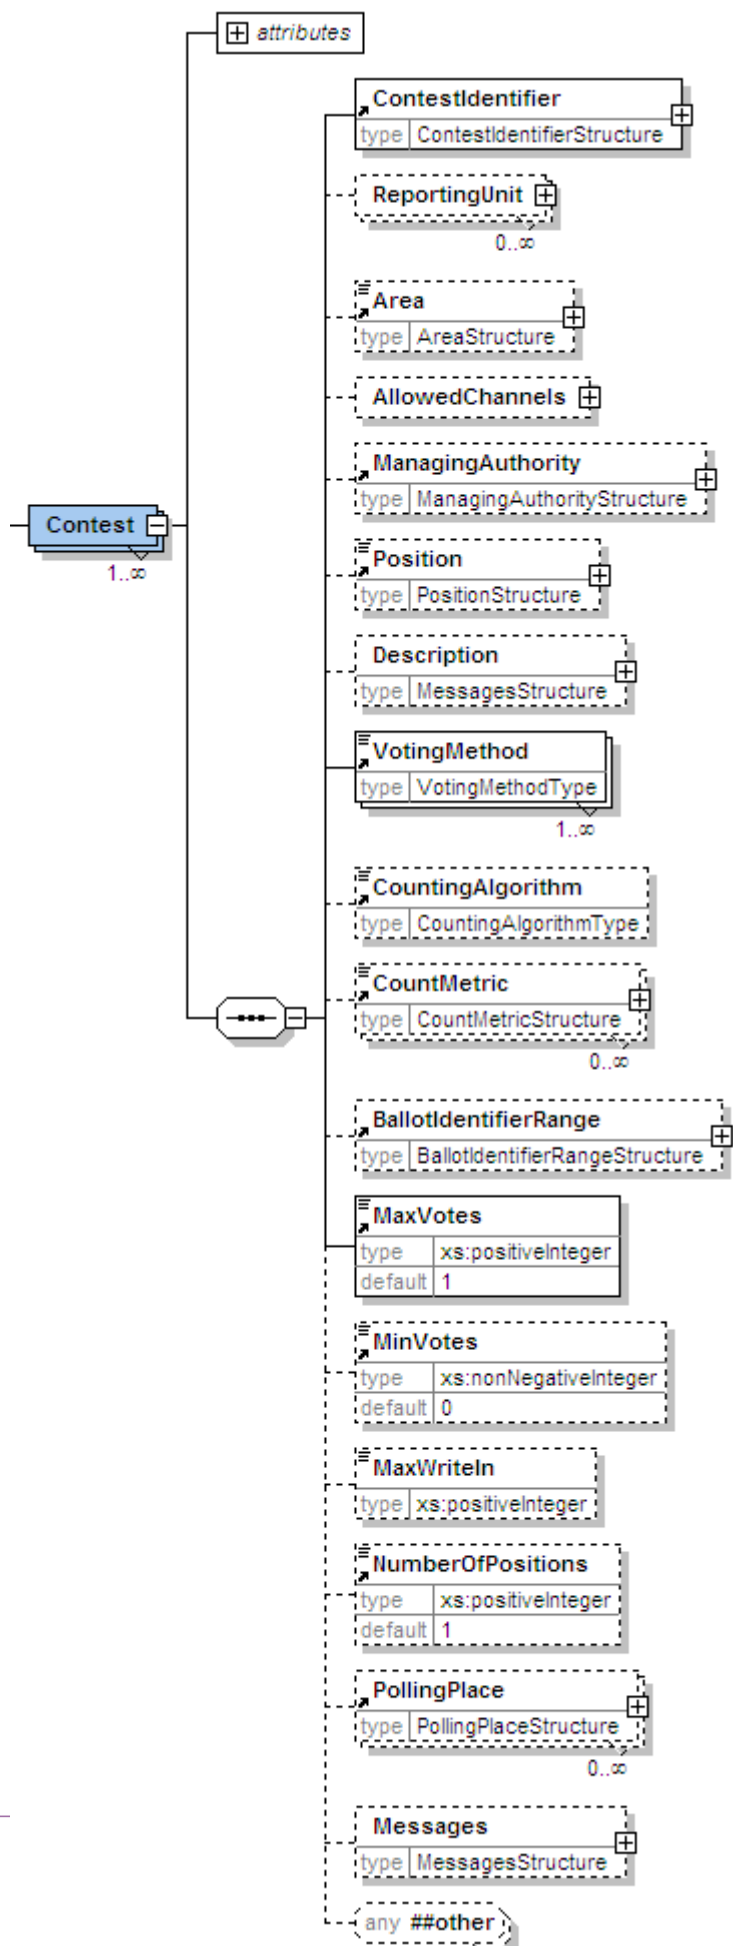 attributes
ContestIdentifier
type ContestIdentifierStructure
ReportingUnit
0..∞
Area
type AreaStructure
AllowedChannels
ManagingAuthority
type ManagingAuthorityStructure
Contest
1..∞
Position
type PositionStructure
Description
type MessagesStructure
VotingMethod
type VotingMethodType
1..∞
CountingAlgorithm
type CountingAlgorithmType
CountMetric
type CountMetricStructure
0..∞
BallotIdentifierRange
type BallotIdentifierRangeStructure
MaxVotes
type xs:positiveInteger
default 1
MinVotes
type xs:nonNegativeInteger
default 0
MaxWriteIn
type xs:positiveInteger
NumberOfPositions
type xs:positiveInteger
default 1
PollingPlace
type PollingPlaceStructure
0..∞
Messages
type MessagesStructure
any ##other